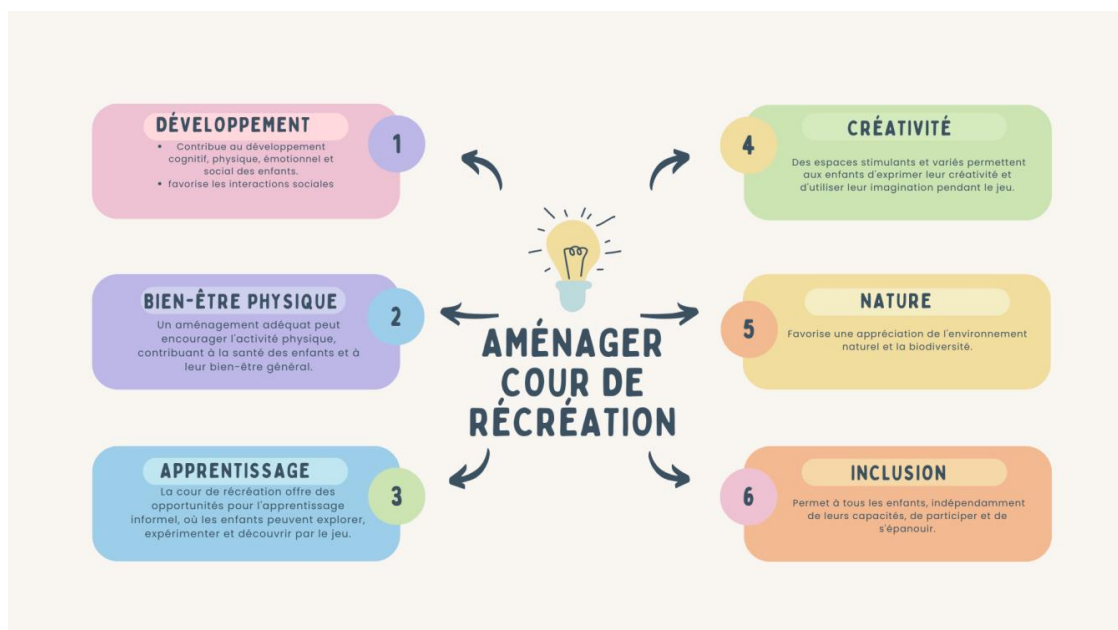 DÉVELOPPEMENT
• Contribue au développement
cognitif, physique, émotionnel et
social des enfants.
• favorise les interactions sociales
1
BIEN-ÊTRE PHYSIQUE
Un aménagement adéquat peut
encourager l'activité physique,
contribuant à la santé des enfants et à
leur bien-être général.
2
APPRENTISSAGE
La cour de récréation offre des
opportunités pour l'apprentissage
informel, où les enfants peuvent explorer,
expérimenter et découvrir par le jeu.
3
AMÉNAGER
COUR DE
RÉCRÉATION
4
CRÉATIVITÉ
Des espaces stimulants et variés permettent
aux enfants d'exprimer leur créativité et
d'utiliser leur imagination pendant le jeu.
5
NATURE
Favorise une appréciation de l'environnement
naturel et la biodiversité.
6
INCLUSION
Permet à tous les enfants, indépendamment
de leurs capacités, de participer et de
s'épanouir.